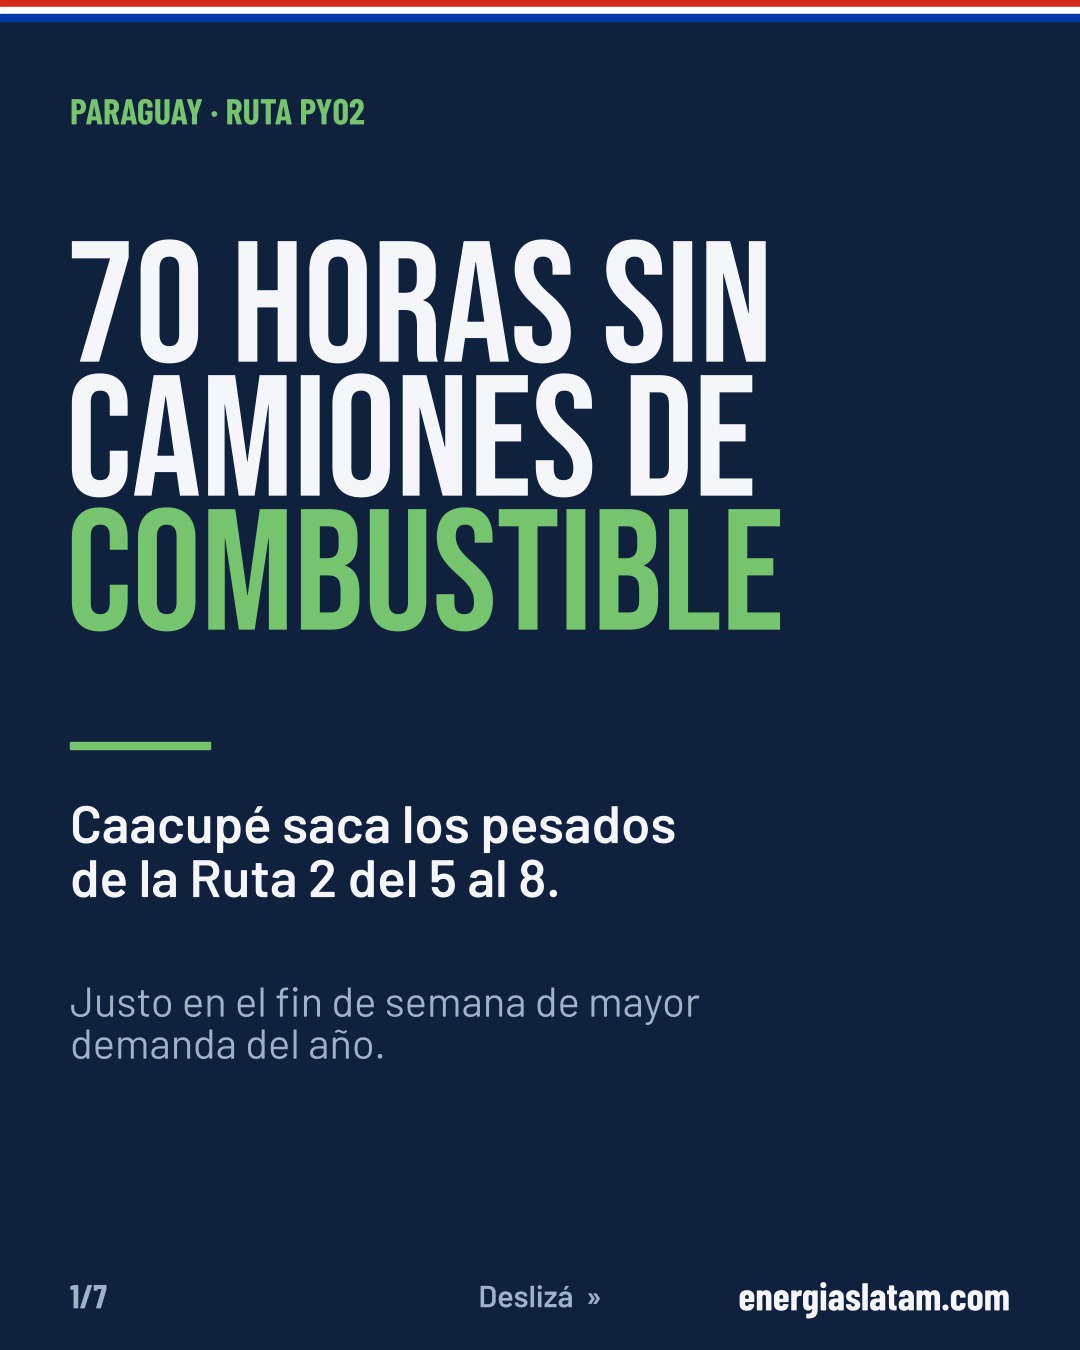 PARAGUAY · RUTA PY02
70 HORAS SIN
CAMIONES DE
COMBUSTIBLE
Caacupé saca los pesados
de la Ruta 2 del 5 al 8.
Justo en el fin de semana de mayor
demanda del año.
1/7
Deslizá »
energiaslatam.com